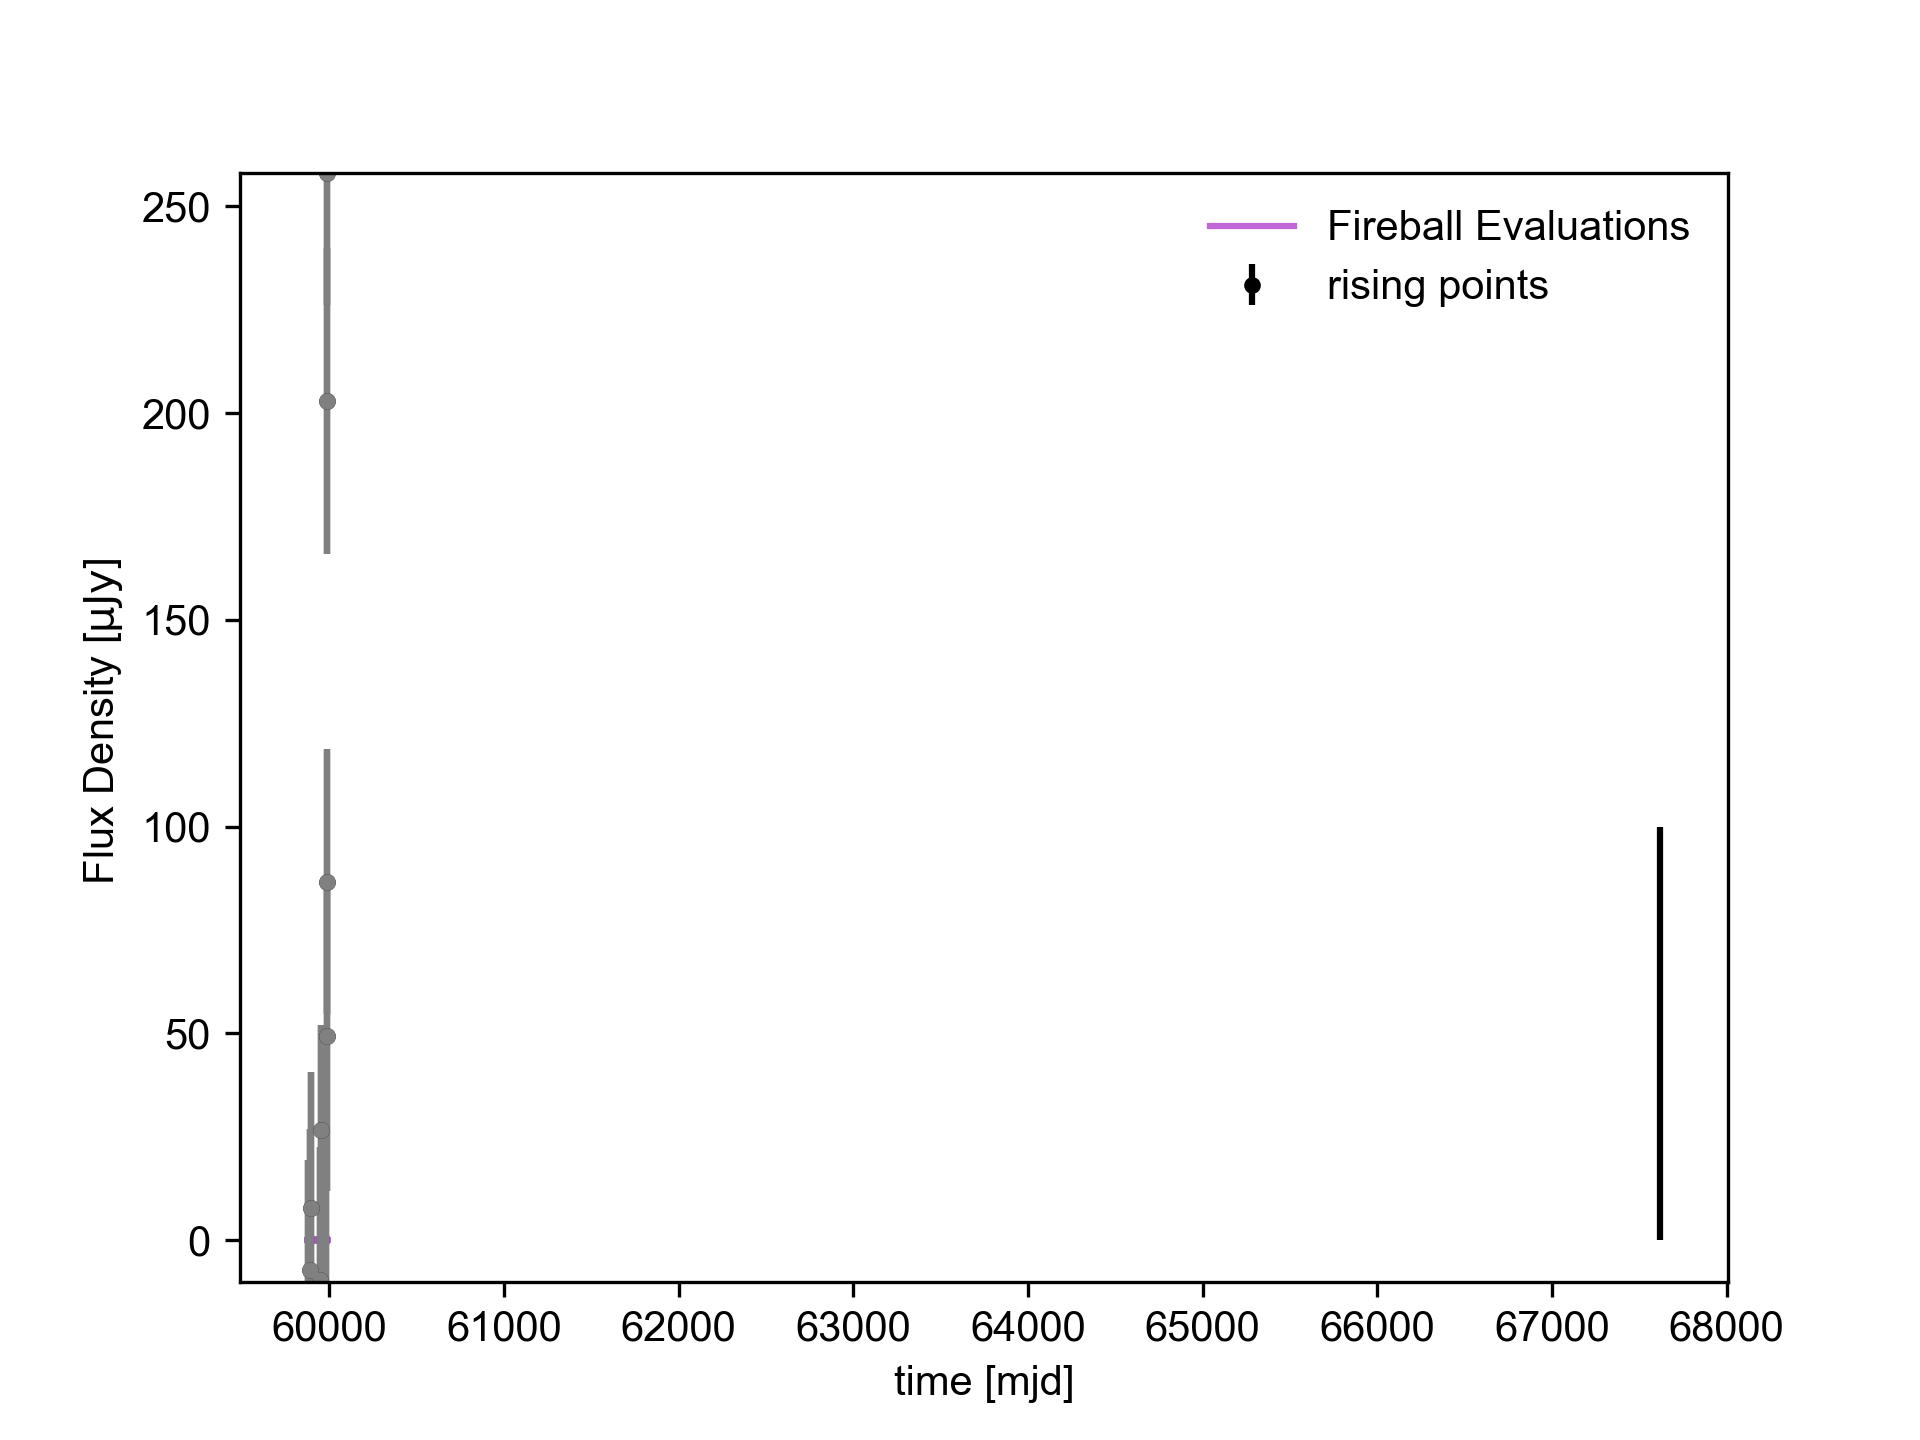 250
200
150
100
50
0
Flux Density [µJy]
Fireball Evaluations
rising points
60000 61000 62000 63000 64000 65000 66000 67000 68000
time [mjd]